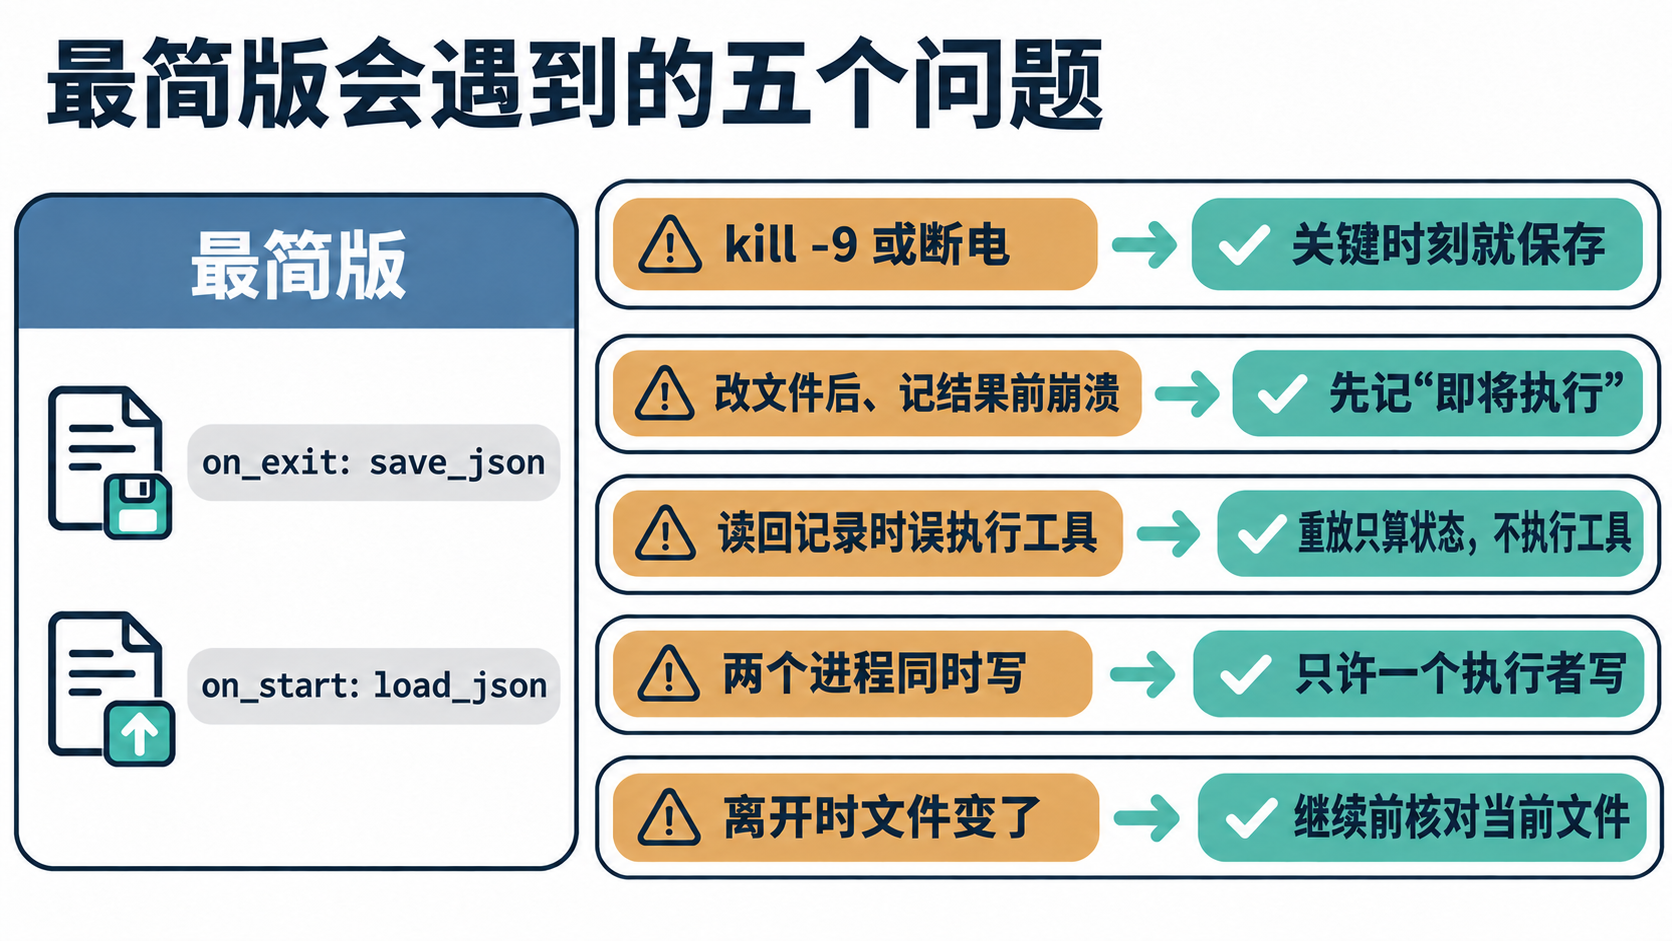 最简版会遇到的五个问题
最简版
on_exit: save_json
on_start: load_json
kill -9 或断电
关键时刻就保存
改文件后、记结果前崩溃
先记“即将执行”
读回记录时误执行工具
重放只算状态，不执行工具
两个进程同时写
只许一个执行者写
离开时文件变了
继续前核对当前文件